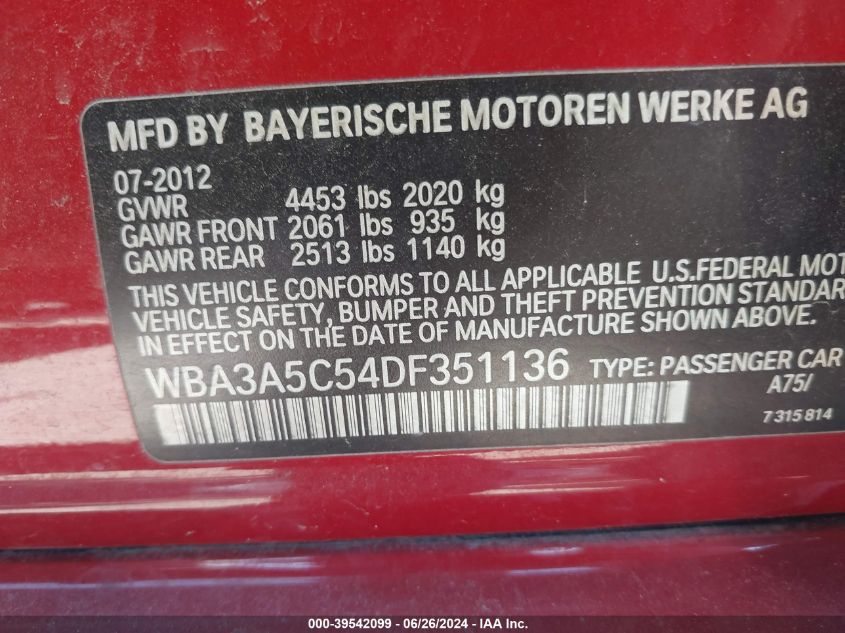 MFD BY BAYERISCHE MOTOREN WERKE AG
07-2012
GVWR 4453 lbs 2020 kg
GAWR FRONT 2061 lbs 935 kg
GAWR REAR 2513 lbs 1140 kg
THIS VEHICLE CONFORMS TO ALL APPLICABLE U.S.FEDERAL MOT
VEHICLE SAFETY, BUMPER AND THEFT PREVENTION STANDAR
IN EFFECT ON THE DATE OF MANUFACTURE SHOWN ABOVE.
WBA3A5C54DF351136 TYPE: PASSENGER CAR
A75/
7 315 814
000-39542099 - 06/26/2024 - IAA Inc.